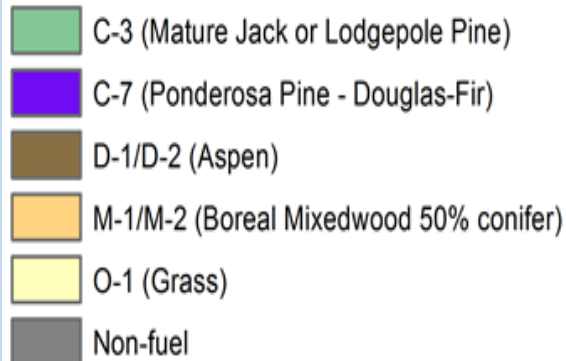 C-3 (Mature Jack or Lodgepole Pine)
C-7 (Ponderosa Pine - Douglas-Fir)
D-1/D-2 (Aspen)
M-1/M-2 (Boreal Mixedwood 50% conifer)
O-1 (Grass)
Non-fuel